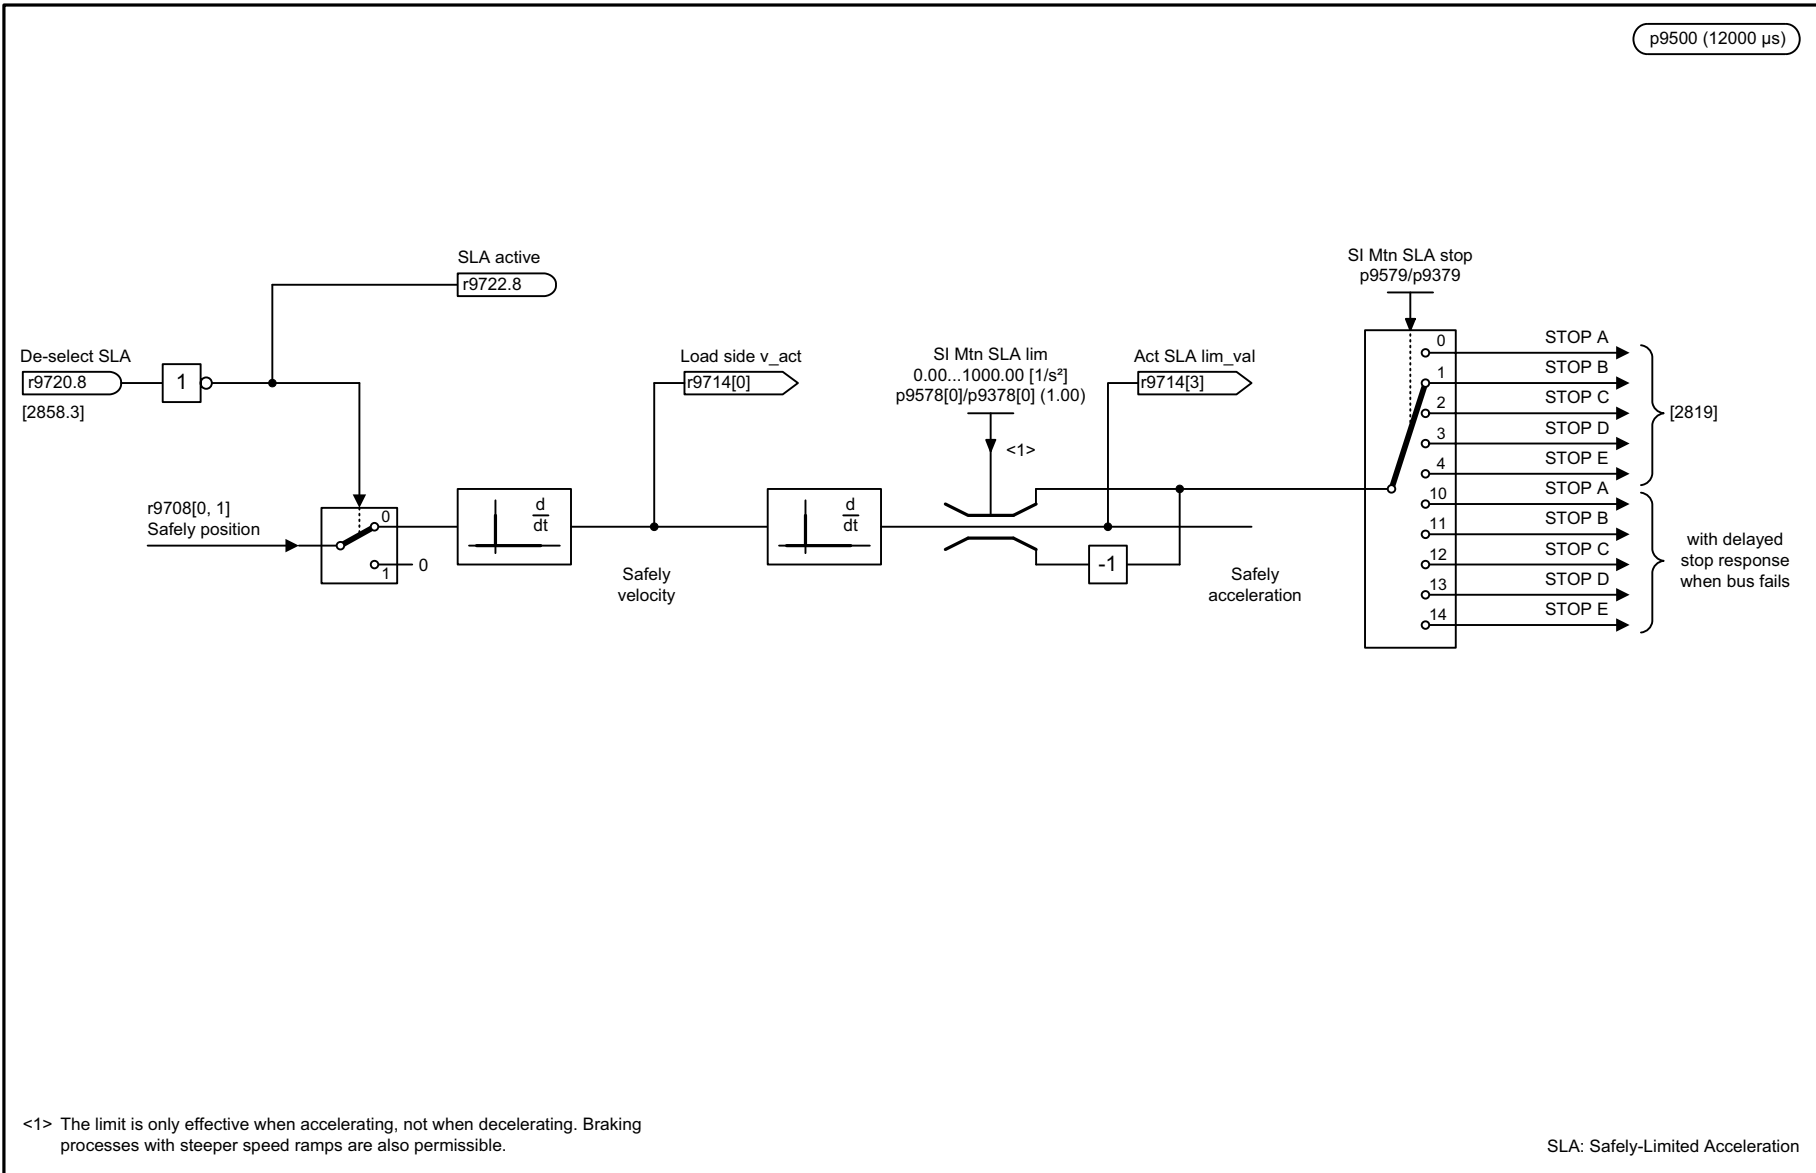 p9500 (12000 µs)
SLA active
r9722.8
SI Mtn SLA stop
p9579/p9379
De-select SLA
r9720.8
[2858.3]
1
Load side v_act
r9714[0]
SI Mtn SLA lim
0.00...1000.00 [1/s²]
p9578[0]/p9378[0] (1.00)
<1>
Act SLA lim_val
r9714[3]
r9708[0, 1]
Safely position
0
1
0
d
dt
Safely
velocity
d
dt
-1
Safely
acceleration
0 STOP A
1 STOP B
2 STOP C
3 STOP D
4 STOP E
[2819]
10 STOP A
11 STOP B
12 STOP C
13 STOP D
14 STOP E
with delayed
stop response
when bus fails
<1> The limit is only effective when accelerating, not when decelerating. Braking
processes with steeper speed ramps are also permissible.
SLA: Safely-Limited Acceleration